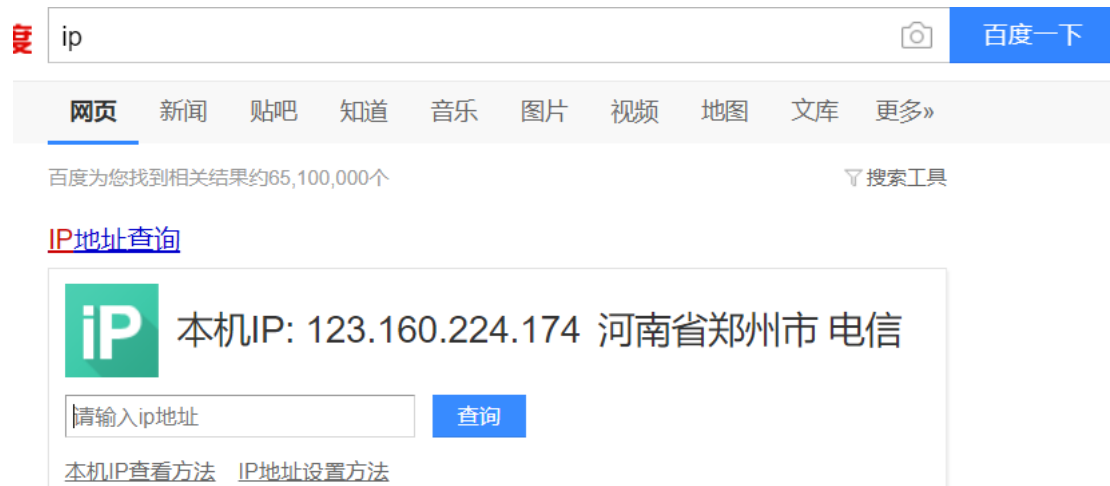 度 ip 百度一下
网页 新闻 贴吧 知道 音乐 图片 视频 地图 文库 更多»
百度为您找到相关结果约65,100,000个 搜索工具
IP地址查询
iP 本机IP: 123.160.224.174 河南省郑州市 电信
请输入ip地址 查询
本机IP查看方法 IP地址设置方法